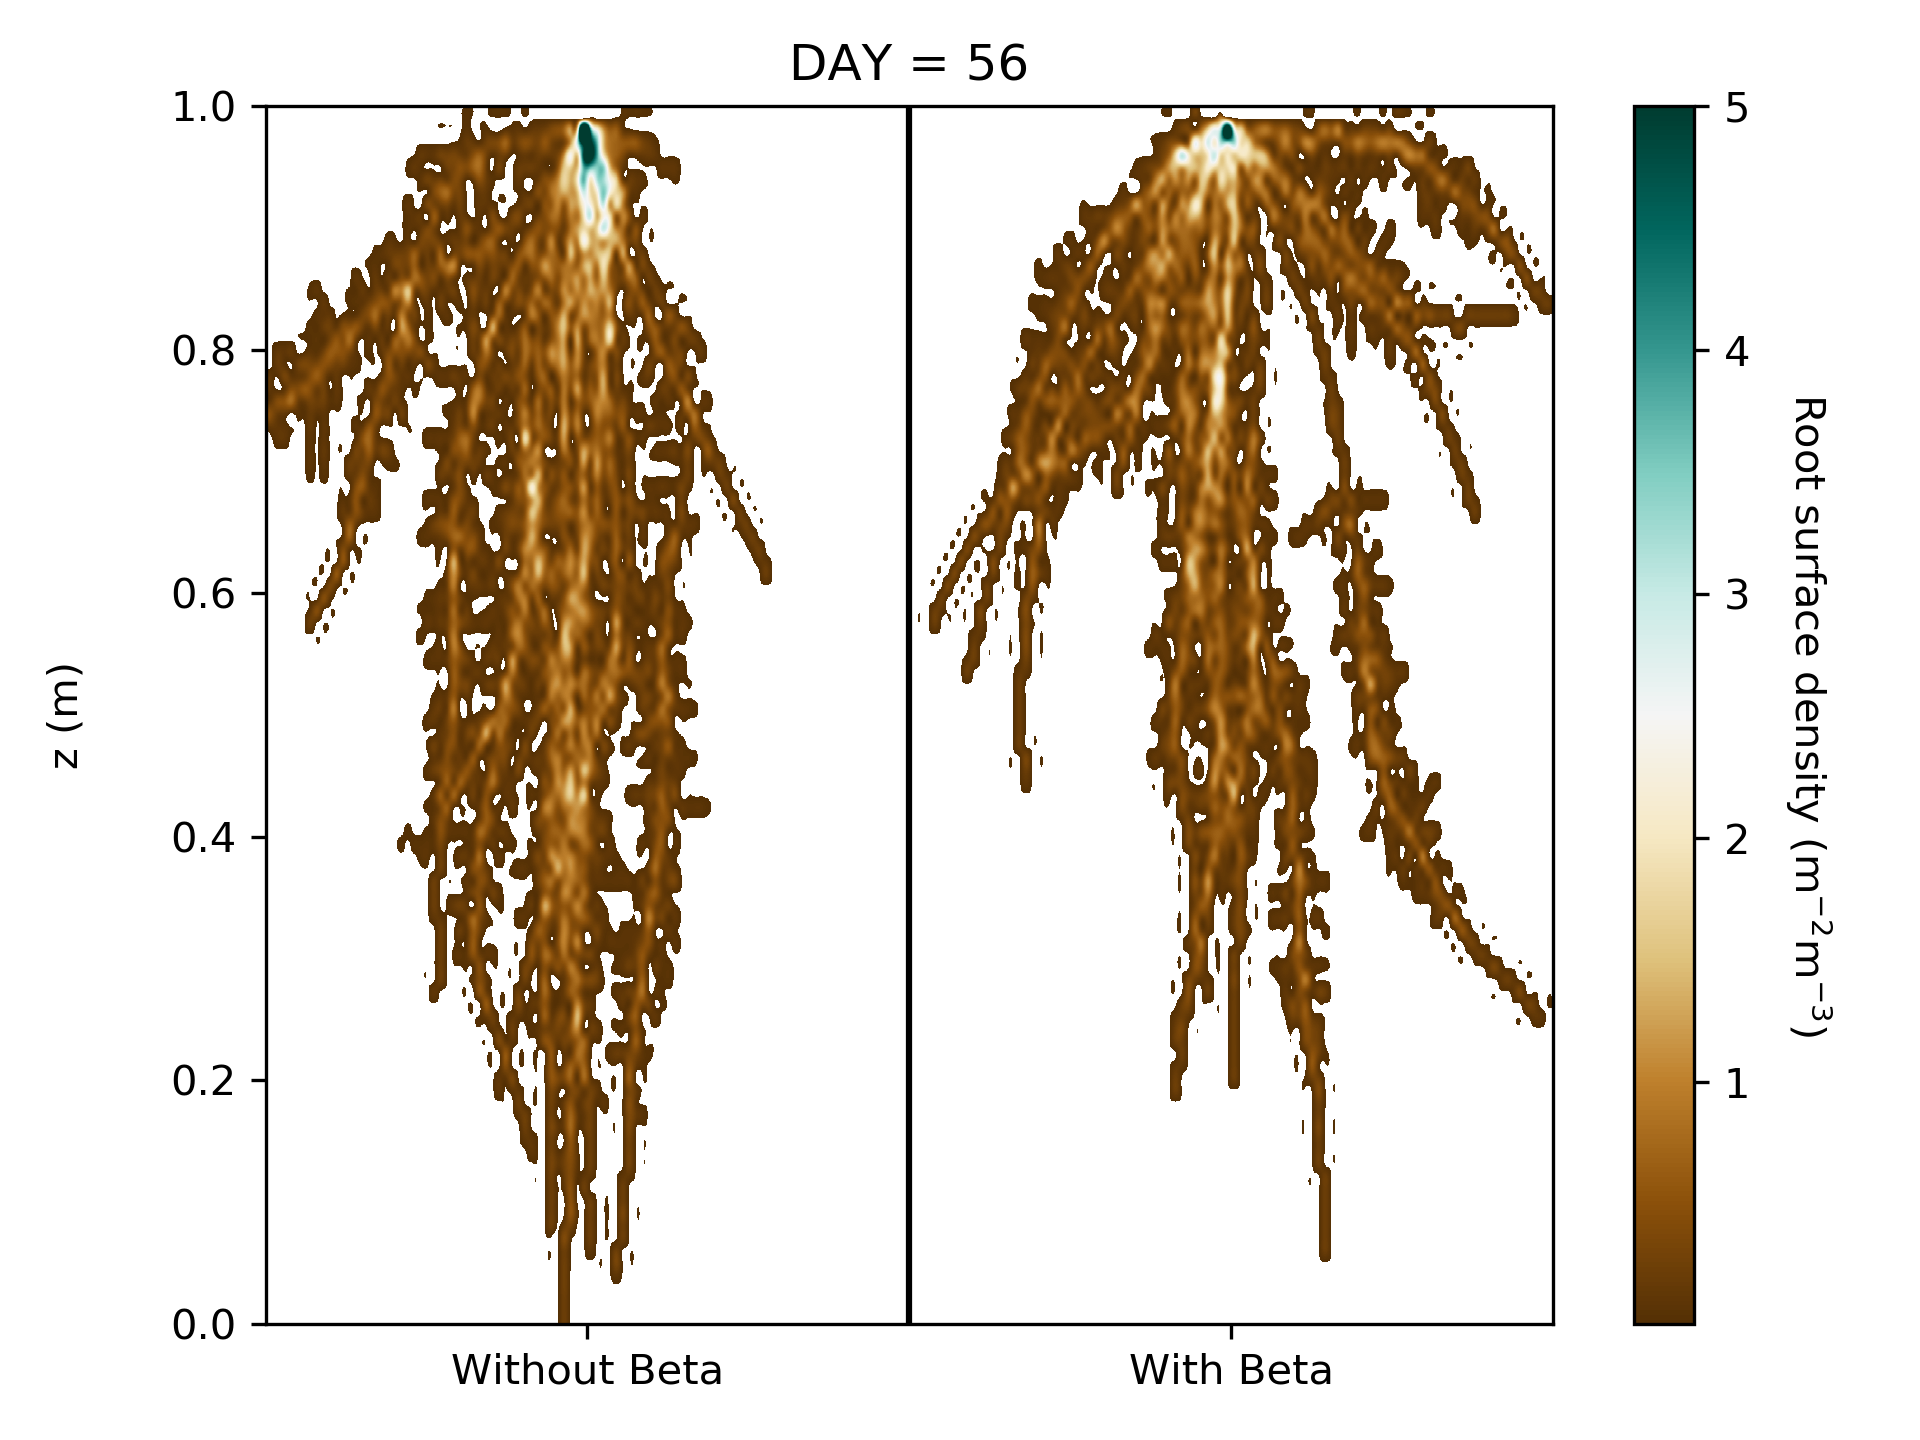 DAY = 56
1.0
0.8
0.6
0.4
0.2
0.0
z (m)
Without Beta
With Beta
5
4
3
2
1
Root surface density (m⁻²m⁻³)